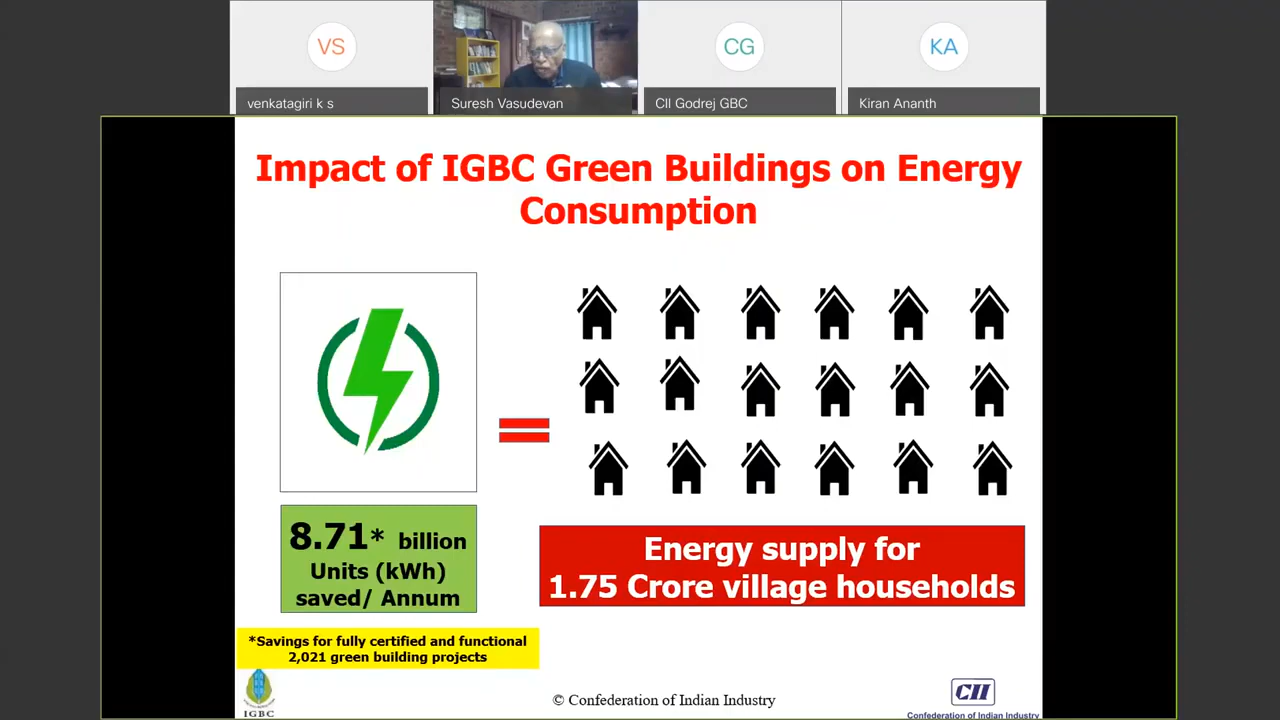 VS
CG
KA
venkatagiri k s
Suresh Vasudevan
CII Godrej GBC
Kiran Ananth
Impact of IGBC Green Buildings on Energy
Consumption
8.71* billion
Units (kWh)
saved/ Annum
Energy supply for
1.75 Crore village households
*Savings for fully certified and functional
2,021 green building projects
IGBC
© Confederation of Indian Industry
CII
Confederation of Indian Industry